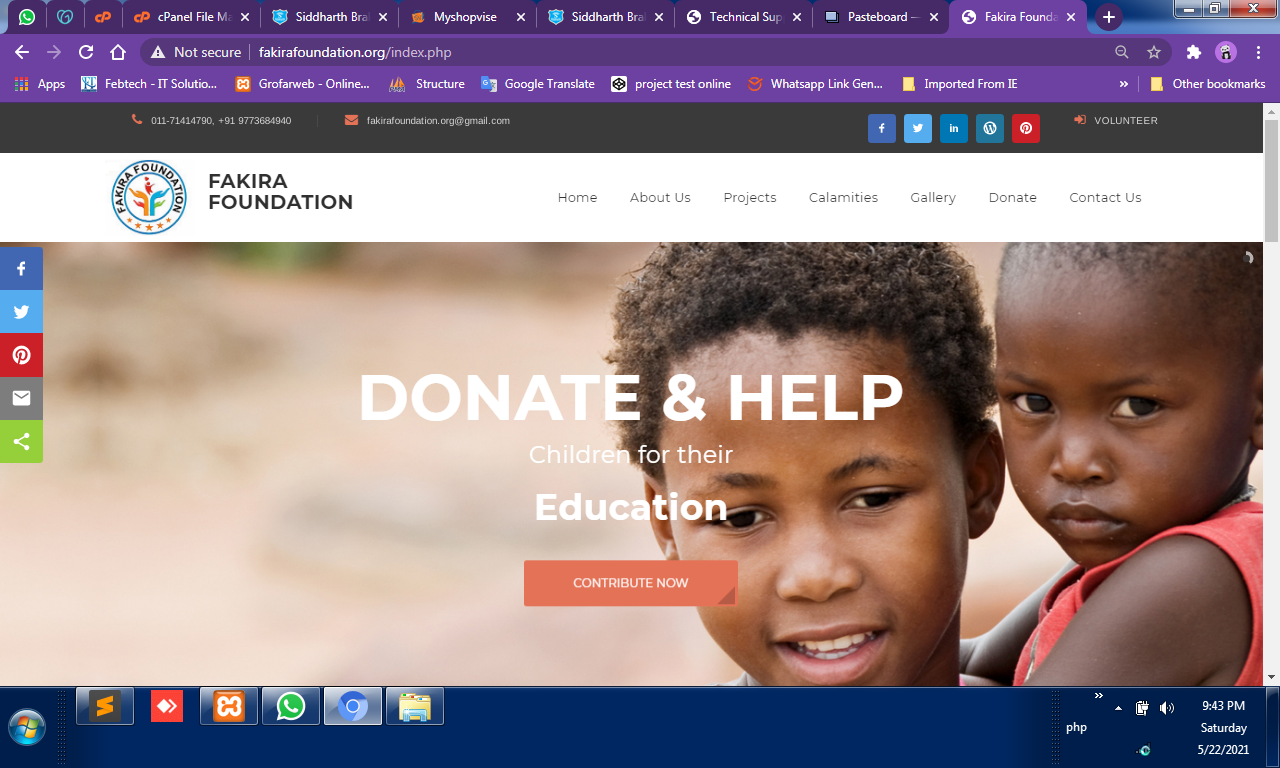 cPanel File Ma
Siddharth Bra
Myshopvise
Siddharth Bra
Technical Sup
Pasteboard —
Fakira Founda
Not secure
fakirafoundation.org/index.php
Apps
Febtech - IT Solutio...
Grofarweb - Online...
Structure
Google Translate
project test online
Whatsapp Link Gen...
Imported From IE
»
Other bookmarks
011-71414790, +91 9773684940
fakirafoundation.org@gmail.com
VOLUNTEER
FAKIRA FOUNDATION
FAKIRA
FOUNDATION
Home
About Us
Projects
Calamities
Gallery
Donate
Contact Us
DONATE & HELP
Children for their
Education
CONTRIBUTE NOW
php
9:43 PM
Saturday
5/22/2021